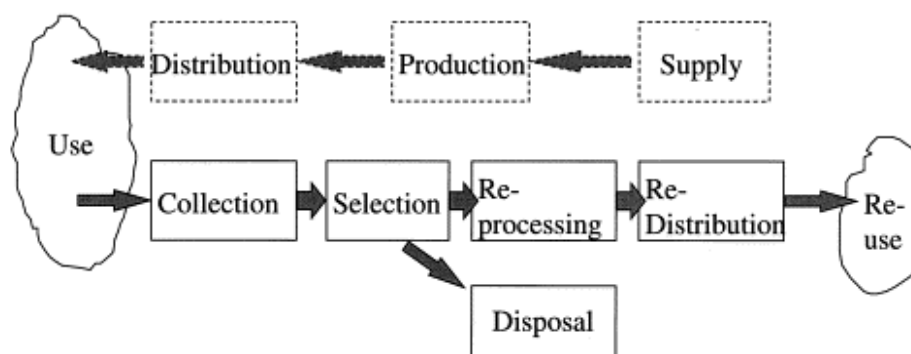 Distribution
Production
Supply
Use
Collection
Selection
Re-
processing
Re-
Distribution
Re-
use
Disposal